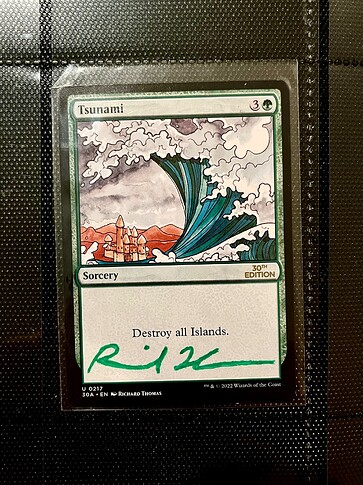 Tsunami 3
Sorcery
30TH
EDITION
Destroy all Islands.
U 0217
30A • EN Richard Thomas
™ & © 2022 Wizards of the Coast